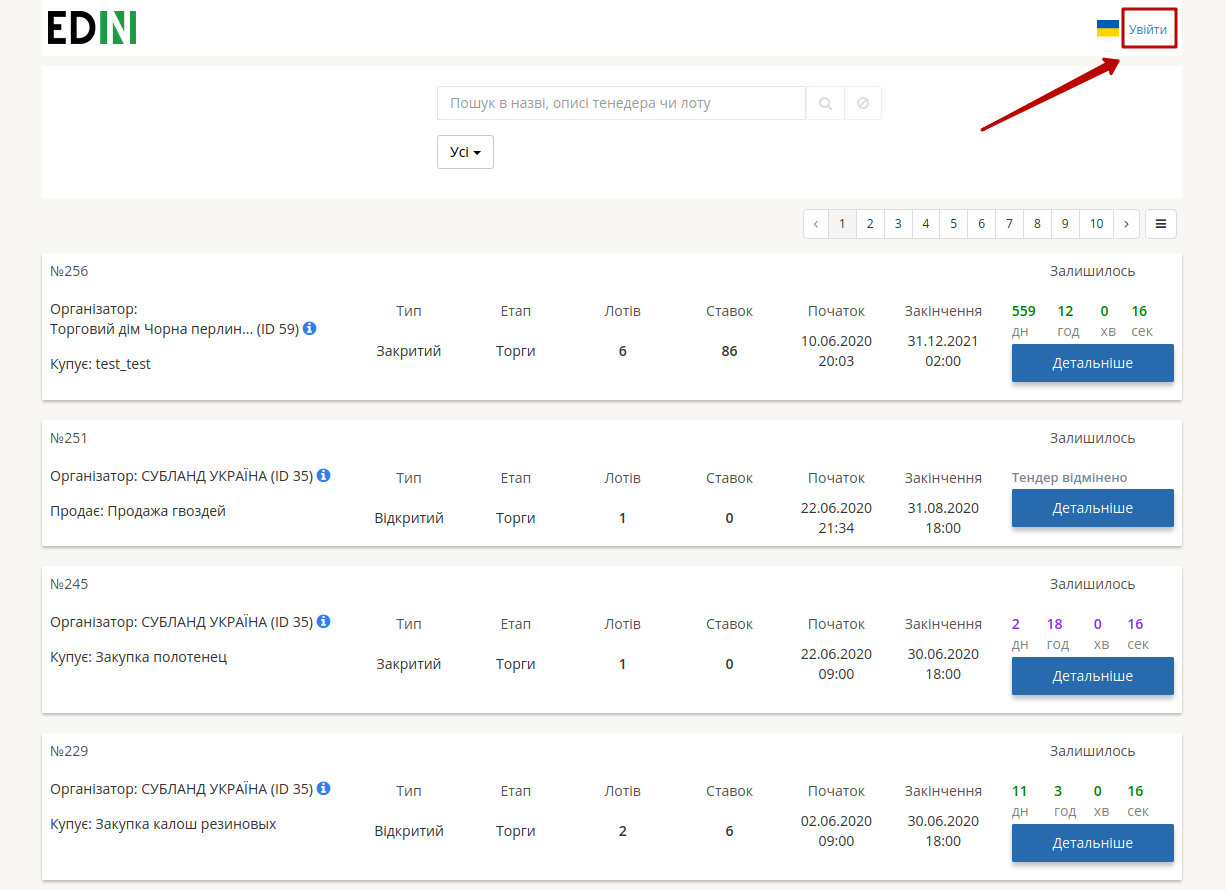 EDIN
Увійти
Пошук в назві, описі тенедера чи лоту
Усі
‹ 1 2 3 4 5 6 7 8 9 10 ›
№256 Залишилось
Організатор:
Торговий дім Чорна перлин... (ID 59)
Купує: test_test
Тип Етап Лотів Ставок Початок Закінчення
Закритий Торги 6 86 10.06.2020 20:03 31.12.2021 02:00
559 12 0 16
дн год хв сек
Детальніше
№251 Залишилось
Організатор: СУБЛАНД УКРАЇНА (ID 35)
Продає: Продажа гвоздей
Тип Етап Лотів Ставок Початок Закінчення
Відкритий Торги 1 0 22.06.2020 21:34 31.08.2020 18:00
Тендер відмінено
Детальніше
№245 Залишилось
Організатор: СУБЛАНД УКРАЇНА (ID 35)
Купує: Закупка полотенец
Тип Етап Лотів Ставок Початок Закінчення
Закритий Торги 1 0 22.06.2020 09:00 30.06.2020 18:00
2 18 0 16
дн год хв сек
Детальніше
№229 Залишилось
Організатор: СУБЛАНД УКРАЇНА (ID 35)
Купує: Закупка калош резиновых
Тип Етап Лотів Ставок Початок Закінчення
Відкритий Торги 2 6 02.06.2020 09:00 30.06.2020 18:00
11 3 0 16
дн год хв сек
Детальніше